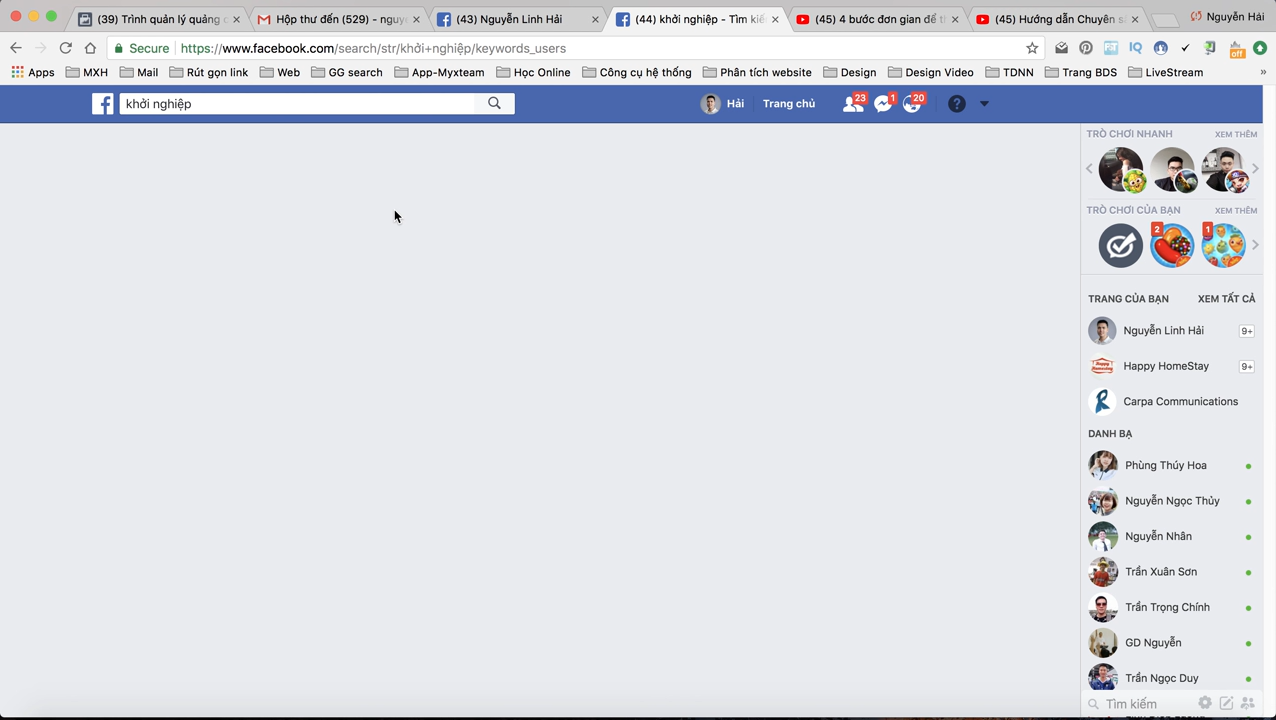 (39) Trình quản lý quảng c
Hộp thư đến (529) - nguy
(43) Nguyễn Linh Hải
(44) khởi nghiệp - Tìm kiế
(45) 4 bước đơn gian để t
(45) Hướng dẫn Chuyên s
Nguyễn Hải
Secure
https://www.facebook.com/search/str/khởi+nghiệp/keywords_users
off
Apps
MXH
Mail
Rút gọn link
Web
GG search
App-Myxteam
Học Online
Công cụ hệ thống
Phân tích website
Design
Design Video
TDNN
Trang BDS
LiveStream
»
khởi nghiệp
Hải
Trang chủ
23
1
20
TRÒ CHƠI NHANH
XEM THÊM
TRÒ CHƠI CỦA BẠN
XEM THÊM
2
1
TRANG CỦA BẠN
XEM TẤT CẢ
Nguyễn Linh Hải
9+
Happy HomeStay
9+
Carpa Communications
DANH BẠ
Phùng Thúy Hoa
Nguyễn Ngọc Thủy
Nguyễn Nhân
Trần Xuân Sơn
Trần Trọng Chính
GD Nguyễn
Trần Ngọc Duy
Tìm kiếm